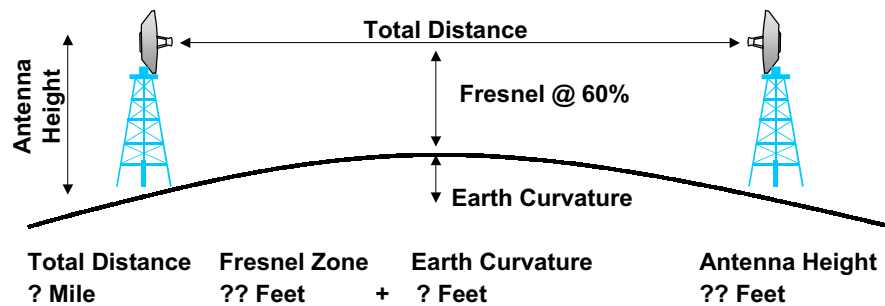 Total Distance
Antenna
Height
Fresnel @ 60%
Earth Curvature
Total Distance Fresnel Zone Earth Curvature Antenna Height
? Mile ?? Feet + ? Feet ?? Feet